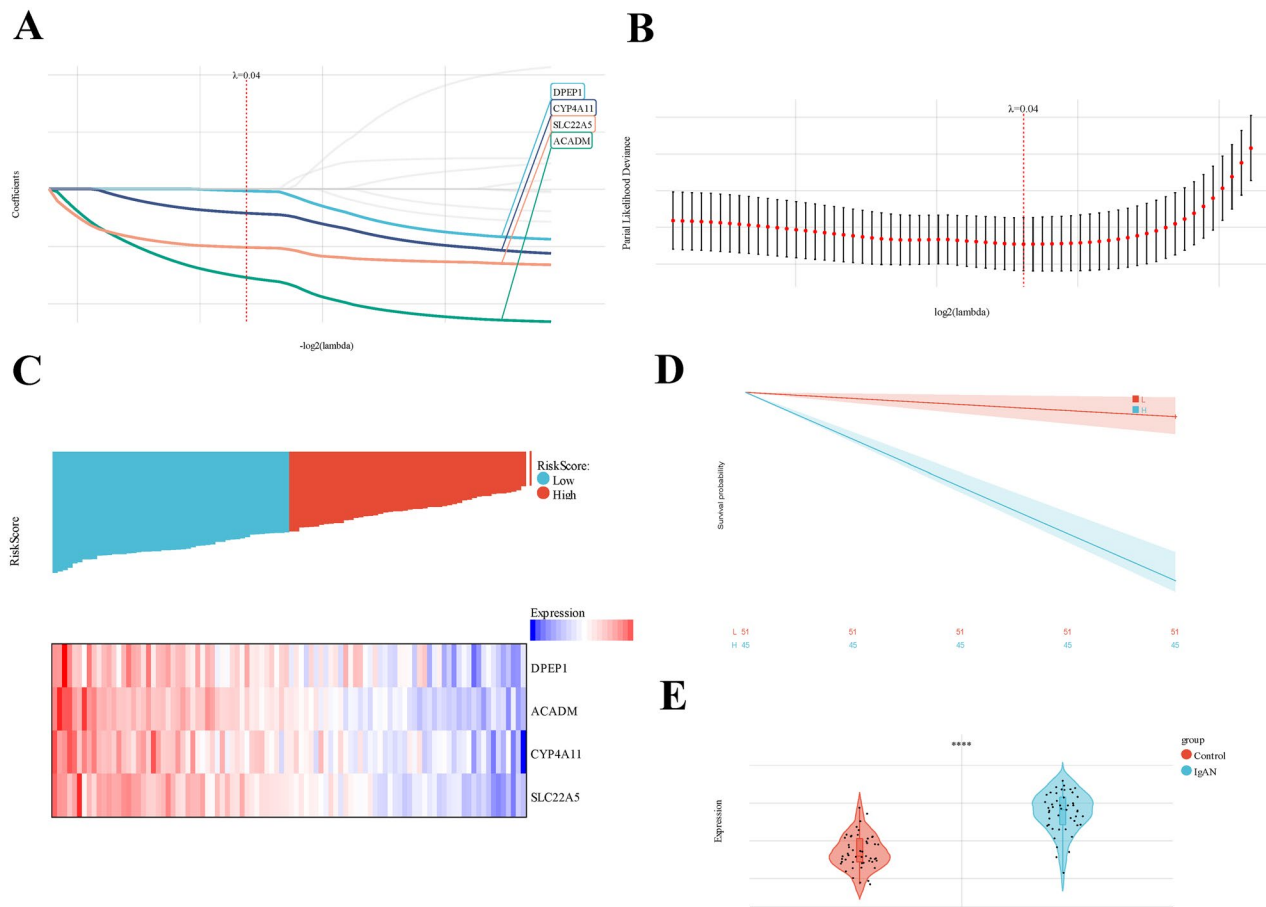 A
λ=0.04
DPEP1
CYP4A11
SLC22A5
ACADM
Coefficients
-log2(lambda)
B
λ=0.04
Parial Likelihood Deviance
log2(lambda)
C
RiskScore:
Low
High
RiskScore
Expression
DPEP1
ACADM
CYP4A11
SLC22A5
D
L
H
Survival probability
L 51 51 51 51 51
H 45 45 45 45 45
E
****
group
Control
IgAN
Expression